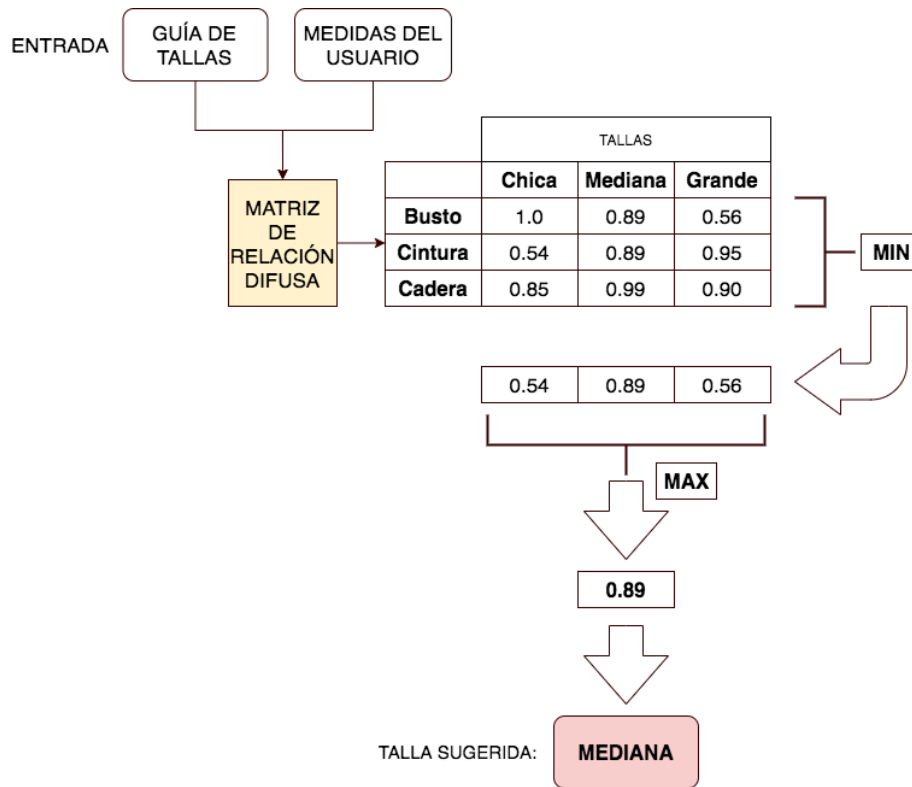 ENTRADA
GUÍA DE
TALLAS
MEDIDAS DEL
USUARIO
MATRIZ
DE
RELACIÓN
DIFUSA
TALLAS
Chica Mediana Grande
Busto 1.0 0.89 0.56
Cintura 0.54 0.89 0.95
Cadera 0.85 0.99 0.90
MIN
0.54 0.89 0.56
MAX
0.89
TALLA SUGERIDA: MEDIANA